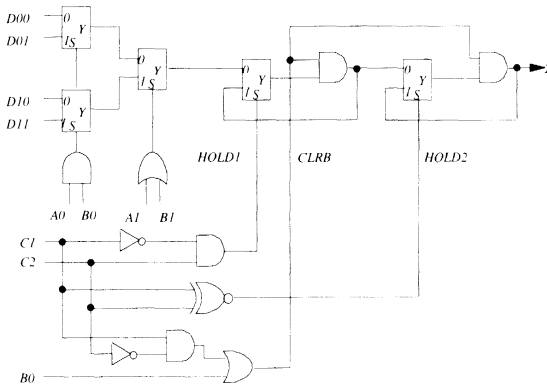 D00 0 Y
D01 1 S
0 Y
1 S
D10 0 Y
D11 1 S
0 Y
1 S
0 Y
1 S
HOLD1 CLRB HOLD2
A0 B0 A1 B1
C1
C2
B0